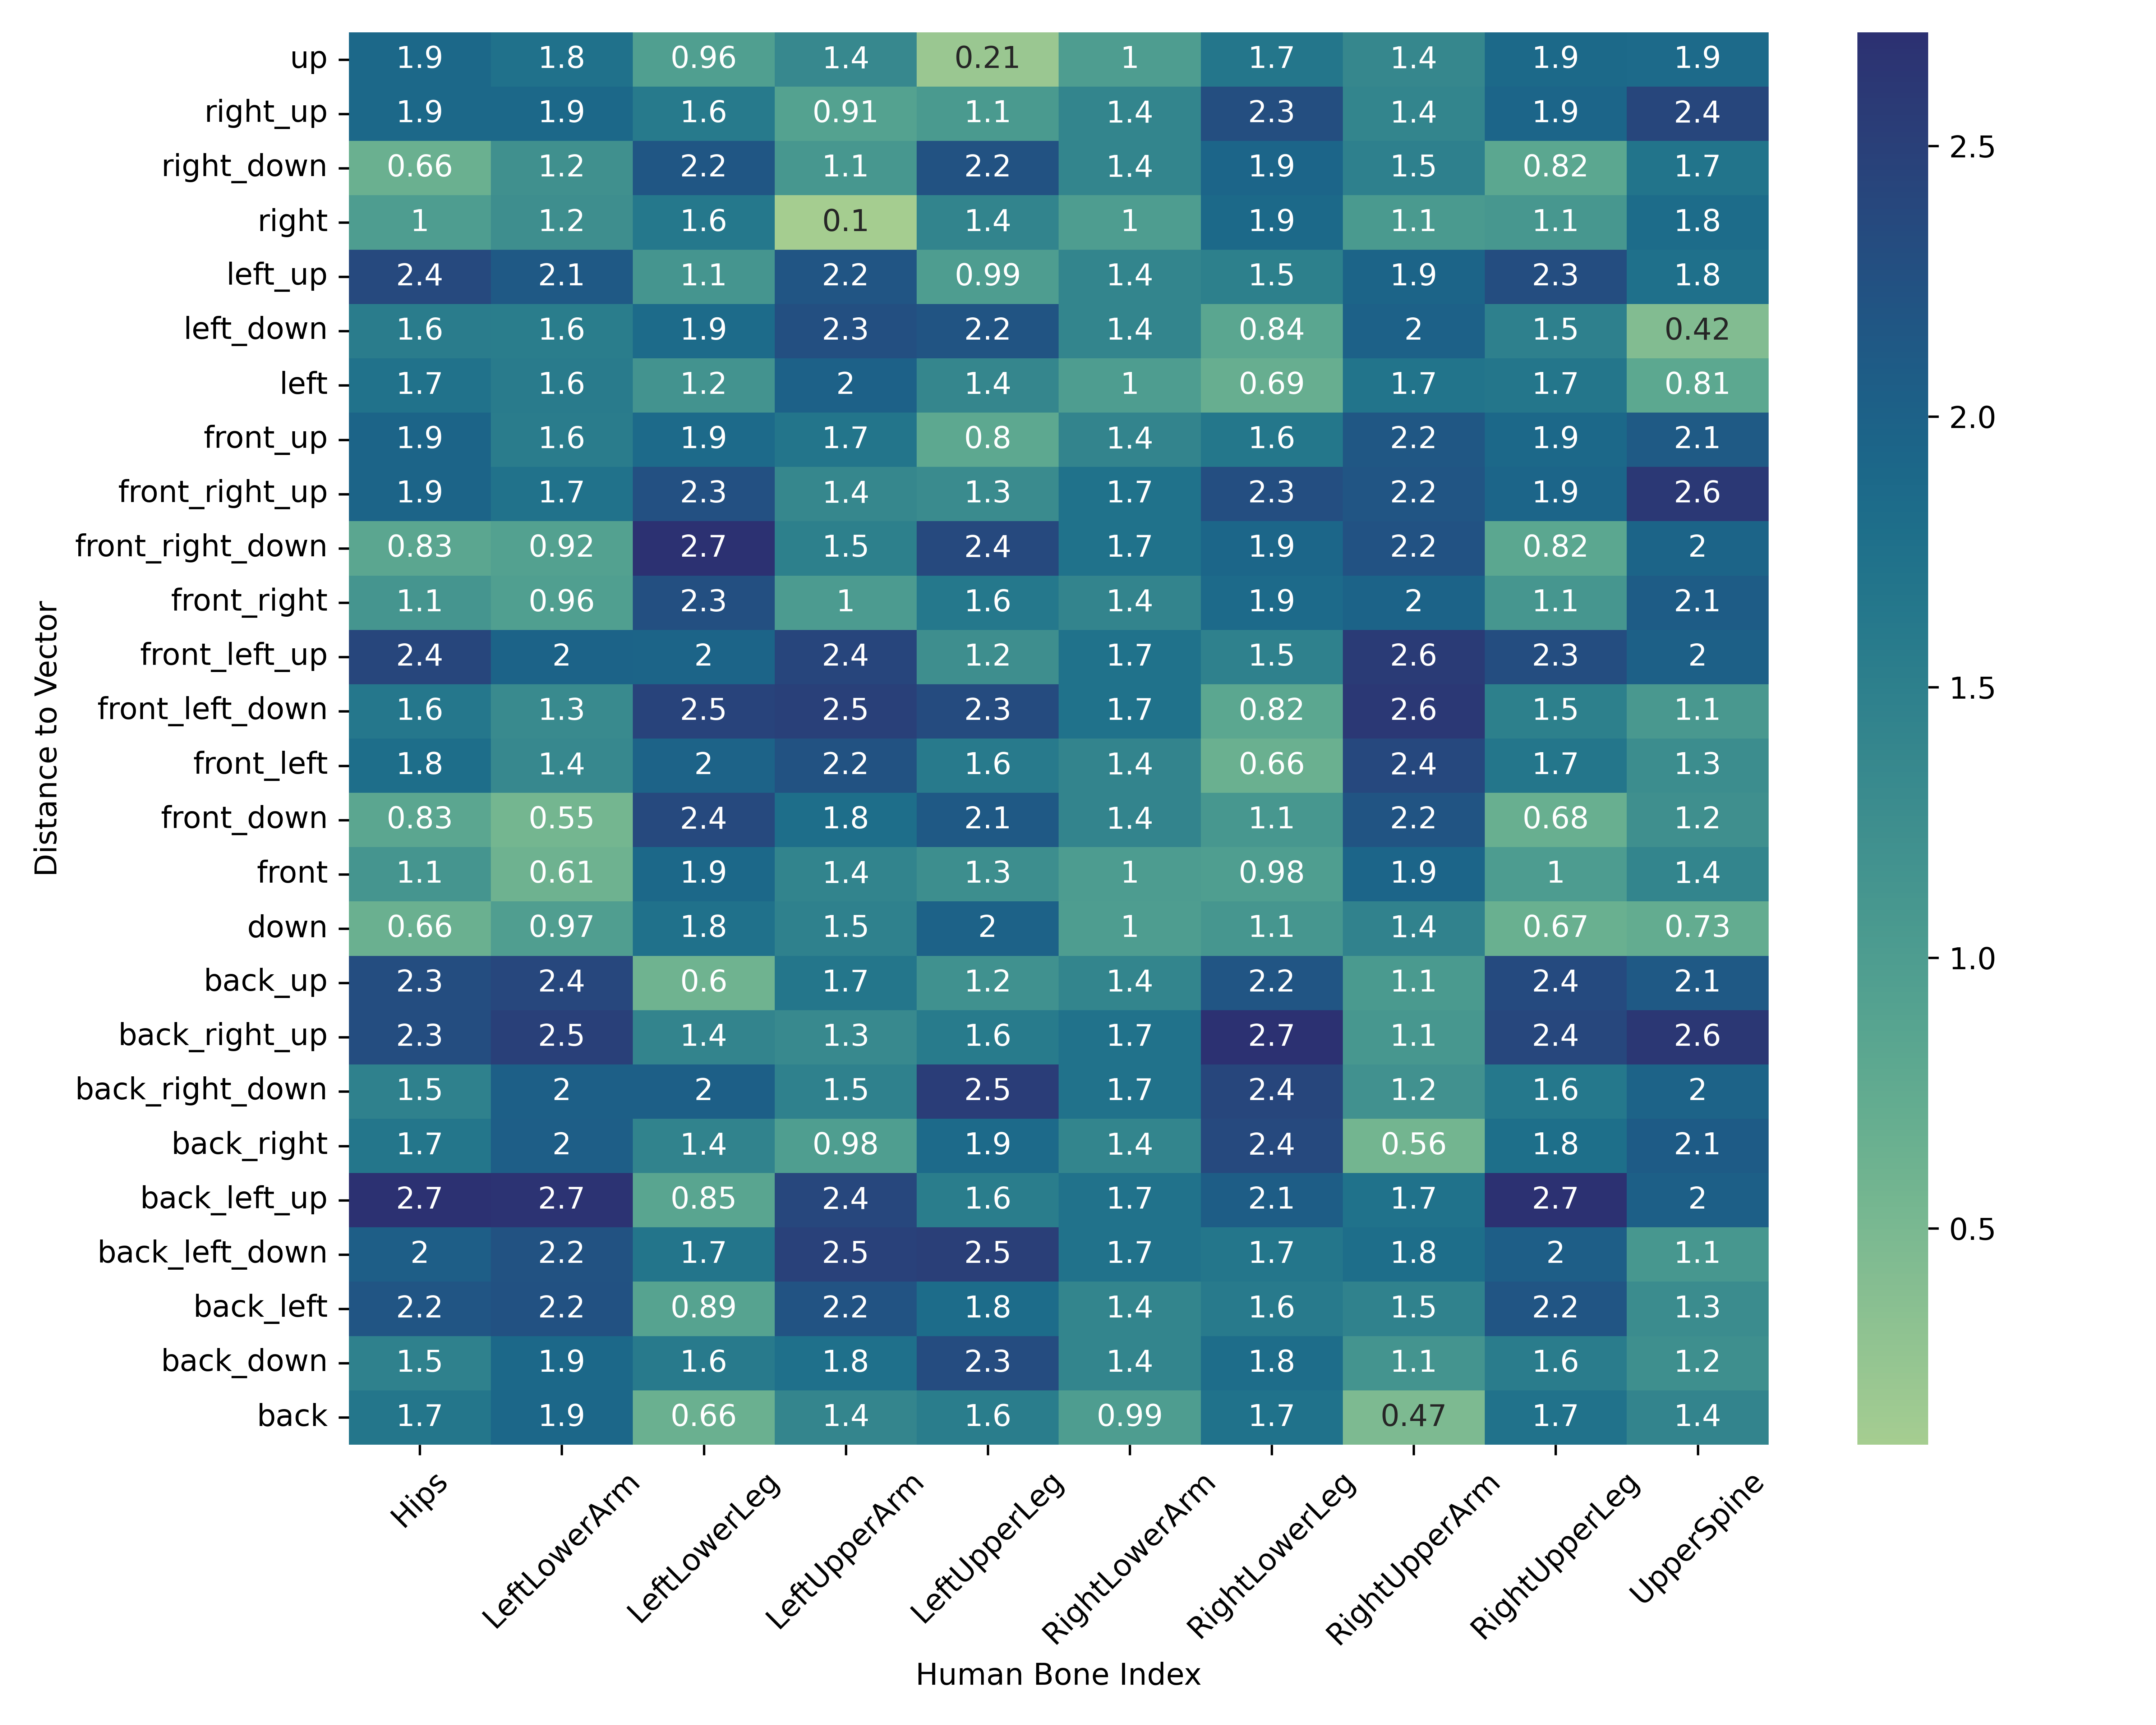 up 1.9 1.8 0.96 1.4 0.21 1 1.7 1.4 1.9 1.9
right_up 1.9 1.9 1.6 0.91 1.1 1.4 2.3 1.4 1.9 2.4
right_down 0.66 1.2 2.2 1.1 2.2 1.4 1.9 1.5 0.82 1.7
right 1 1.2 1.6 0.1 1.4 1 1.9 1.1 1.1 1.8
left_up 2.4 2.1 1.1 2.2 0.99 1.4 1.5 1.9 2.3 1.8
left_down 1.6 1.6 1.9 2.3 2.2 1.4 0.84 2 1.5 0.42
left 1.7 1.6 1.2 2 1.4 1 0.69 1.7 1.7 0.81
front_up 1.9 1.6 1.9 1.7 0.8 1.4 1.6 2.2 1.9 2.1
front_right_up 1.9 1.7 2.3 1.4 1.3 1.7 2.3 2.2 1.9 2.6
front_right_down 0.83 0.92 2.7 1.5 2.4 1.7 1.9 2.2 0.82 2
front_right 1.1 0.96 2.3 1 1.6 1.4 1.9 2 1.1 2.1
front_left_up 2.4 2 2 2.4 1.2 1.7 1.5 2.6 2.3 2
front_left_down 1.6 1.3 2.5 2.5 2.3 1.7 0.82 2.6 1.5 1.1
front_left 1.8 1.4 2 2.2 1.6 1.4 0.66 2.4 1.7 1.3
front_down 0.83 0.55 2.4 1.8 2.1 1.4 1.1 2.2 0.68 1.2
front 1.1 0.61 1.9 1.4 1.3 1 0.98 1.9 1 1.4
down 0.66 0.97 1.8 1.5 2 1 1.1 1.4 0.67 0.73
back_up 2.3 2.4 0.6 1.7 1.2 1.4 2.2 1.1 2.4 2.1
back_right_up 2.3 2.5 1.4 1.3 1.6 1.7 2.7 1.1 2.4 2.6
back_right_down 1.5 2 2 1.5 2.5 1.7 2.4 1.2 1.6 2
back_right 1.7 2 1.4 0.98 1.9 1.4 2.4 0.56 1.8 2.1
back_left_up 2.7 2.7 0.85 2.4 1.6 1.7 2.1 1.7 2.7 2
back_left_down 2 2.2 1.7 2.5 2.5 1.7 1.7 1.8 2 1.1
back_left 2.2 2.2 0.89 2.2 1.8 1.4 1.6 1.5 2.2 1.3
back_down 1.5 1.9 1.6 1.8 2.3 1.4 1.8 1.1 1.6 1.2
back 1.7 1.9 0.66 1.4 1.6 0.99 1.7 0.47 1.7 1.4
Distance to Vector
Hips LeftLowerArm LeftLowerLeg LeftUpperArm LeftUpperLeg RightLowerArm RightLowerLeg RightUpperArm RightUpperLeg UpperSpine
Human Bone Index
2.5
2.0
1.5
1.0
0.5